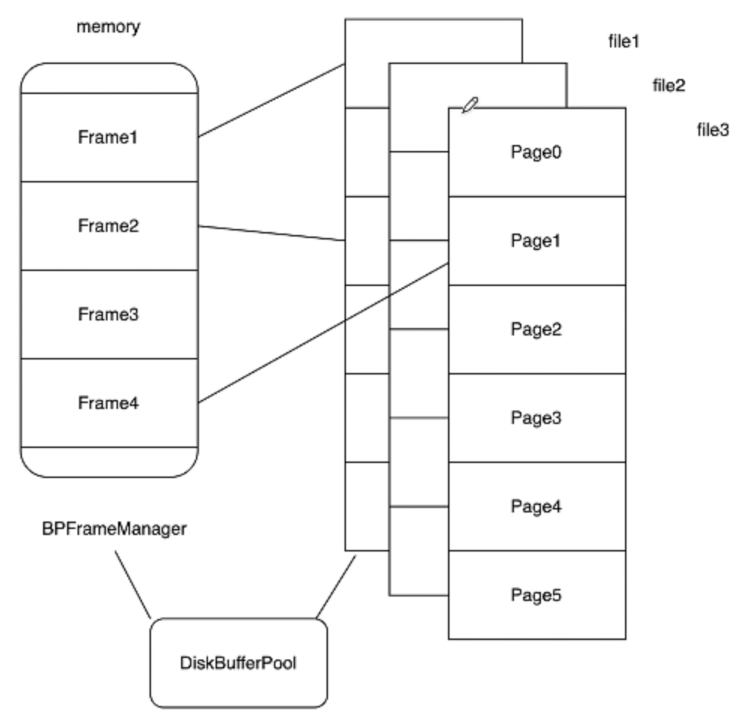 memory
file1
file2
file3
Frame1
Frame2
Frame3
Frame4
Page0
Page1
Page2
Page3
Page4
Page5
BPFrameManager
DiskBufferPool